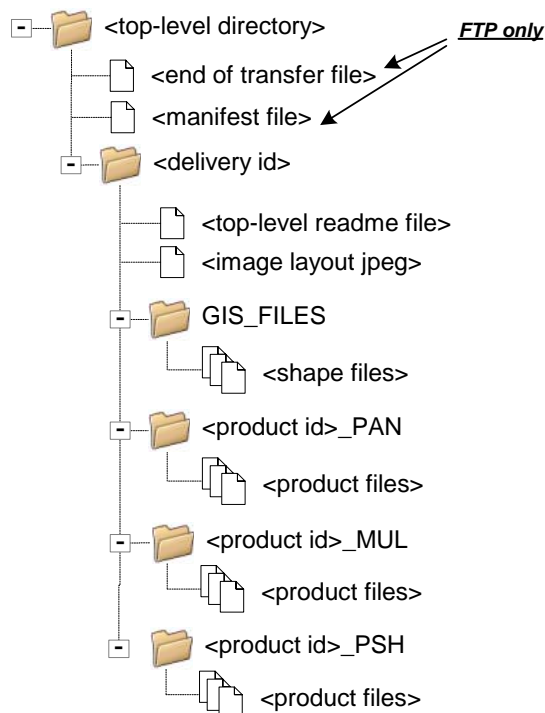 <top-level directory>
FTP only
<end of transfer file>
<manifest file>
<delivery id>
<top-level readme file>
<image layout jpeg>
GIS_FILES
<shape files>
<product id>_PAN
<product files>
<product id>_MUL
<product files>
<product id>_PSH
<product files>